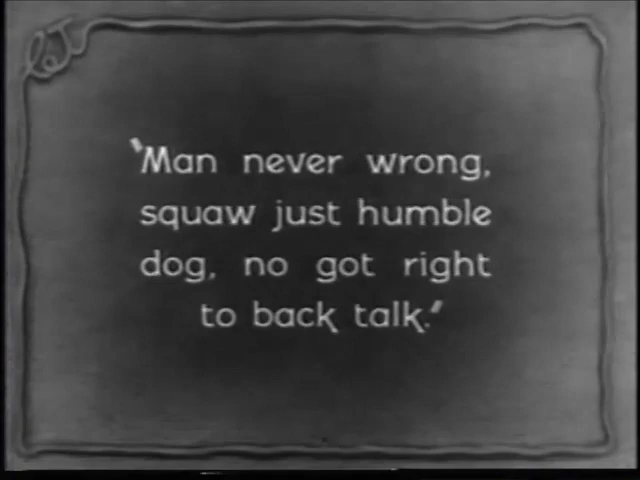 "Man never wrong,
squaw just humble
dog, no got right
to back talk."